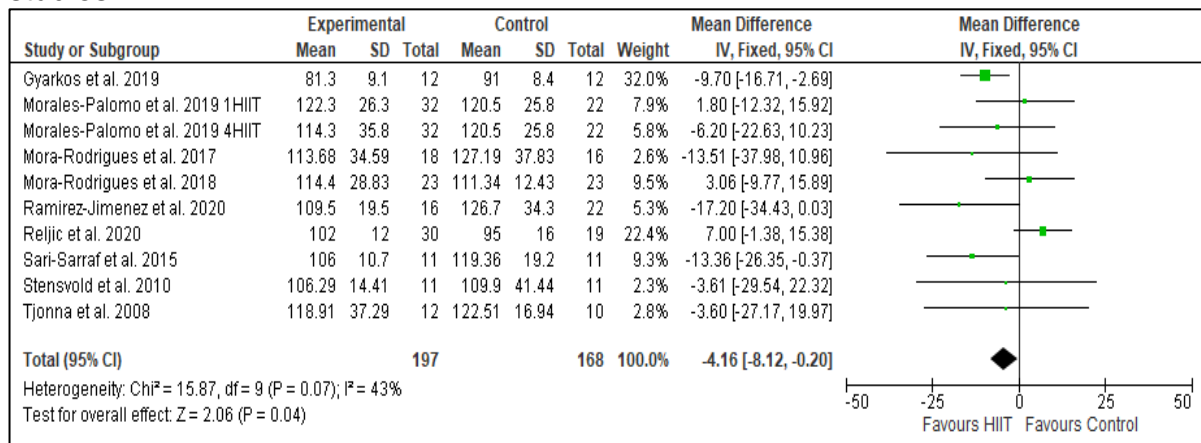 Experimental Control Mean Difference Mean Difference
Study or Subgroup Mean SD Total Mean SD Total Weight IV, Fixed, 95% CI IV, Fixed, 95% CI
Gyarkos et al. 2019 81.3 9.1 12 91 8.4 12 32.0% -9.70 [-16.71, -2.69]
Morales-Palomo et al. 2019 1HIIT 122.3 26.3 32 120.5 25.8 22 7.9% 1.80 [-12.32, 15.92]
Morales-Palomo et al. 2019 4HIIT 114.3 35.8 32 120.5 25.8 22 5.8% -6.20 [-22.63, 10.23]
Mora-Rodrigues et al. 2017 113.68 34.59 18 127.19 37.83 16 2.6% -13.51 [-37.98, 10.96]
Mora-Rodrigues et al. 2018 114.4 28.83 23 111.34 12.43 23 9.5% 3.06 [-9.77, 15.89]
Ramirez-Jimenez et al. 2020 109.5 19.5 16 126.7 34.3 22 5.3% -17.20 [-34.43, 0.03]
Reljic et al. 2020 102 12 30 95 16 19 22.4% 7.00 [-1.38, 15.38]
Sari-Sarraf et al. 2015 106 10.7 11 119.36 19.2 11 9.3% -13.36 [-26.35, -0.37]
Stensvold et al. 2010 106.29 14.41 11 109.9 41.44 11 2.3% -3.61 [-29.54, 22.32]
Tjonna et al. 2008 118.91 37.29 12 122.51 16.94 10 2.8% -3.60 [-27.17, 19.97]
Total (95% CI) 197 168 100.0% -4.16 [-8.12, -0.20]
Heterogeneity: Chi² = 15.87, df = 9 (P = 0.07); I² = 43%
Test for overall effect: Z = 2.06 (P = 0.04)
-50 -25 0 25 50
Favours HIIT Favours Control